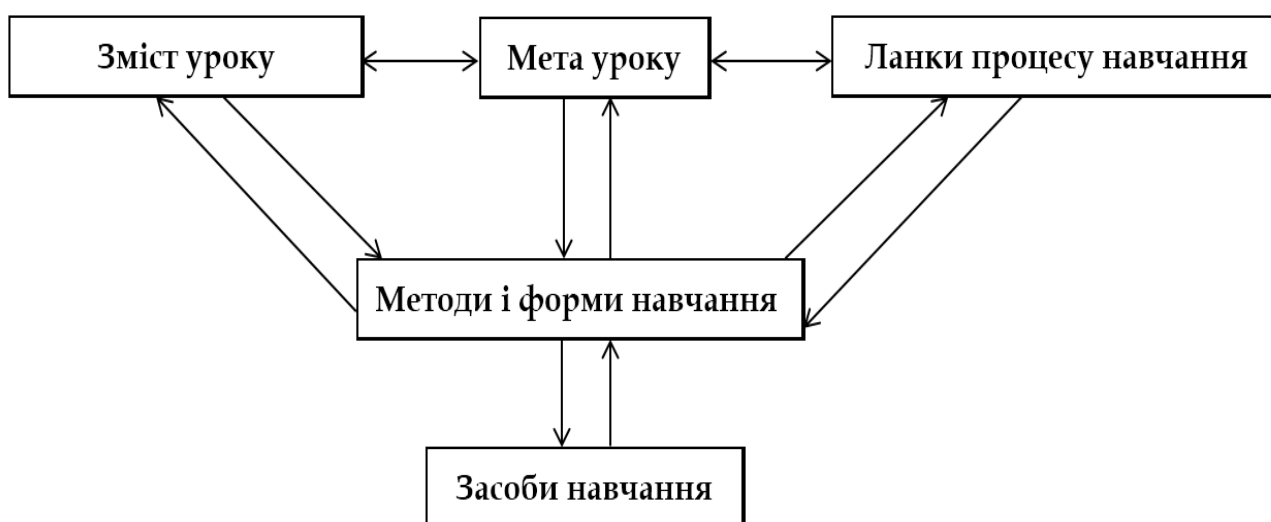 Зміст уроку
Мета уроку
Ланки процесу навчання
Методи і форми навчання
Засоби навчання